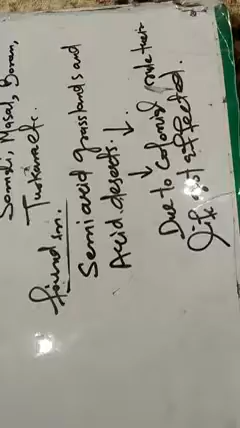 Somali, Masai, Boran,
Turkana etc.
found in:
Semi arid grasslands and
Arid deserts. ↓
Due to Colonial rule their
life got affected.